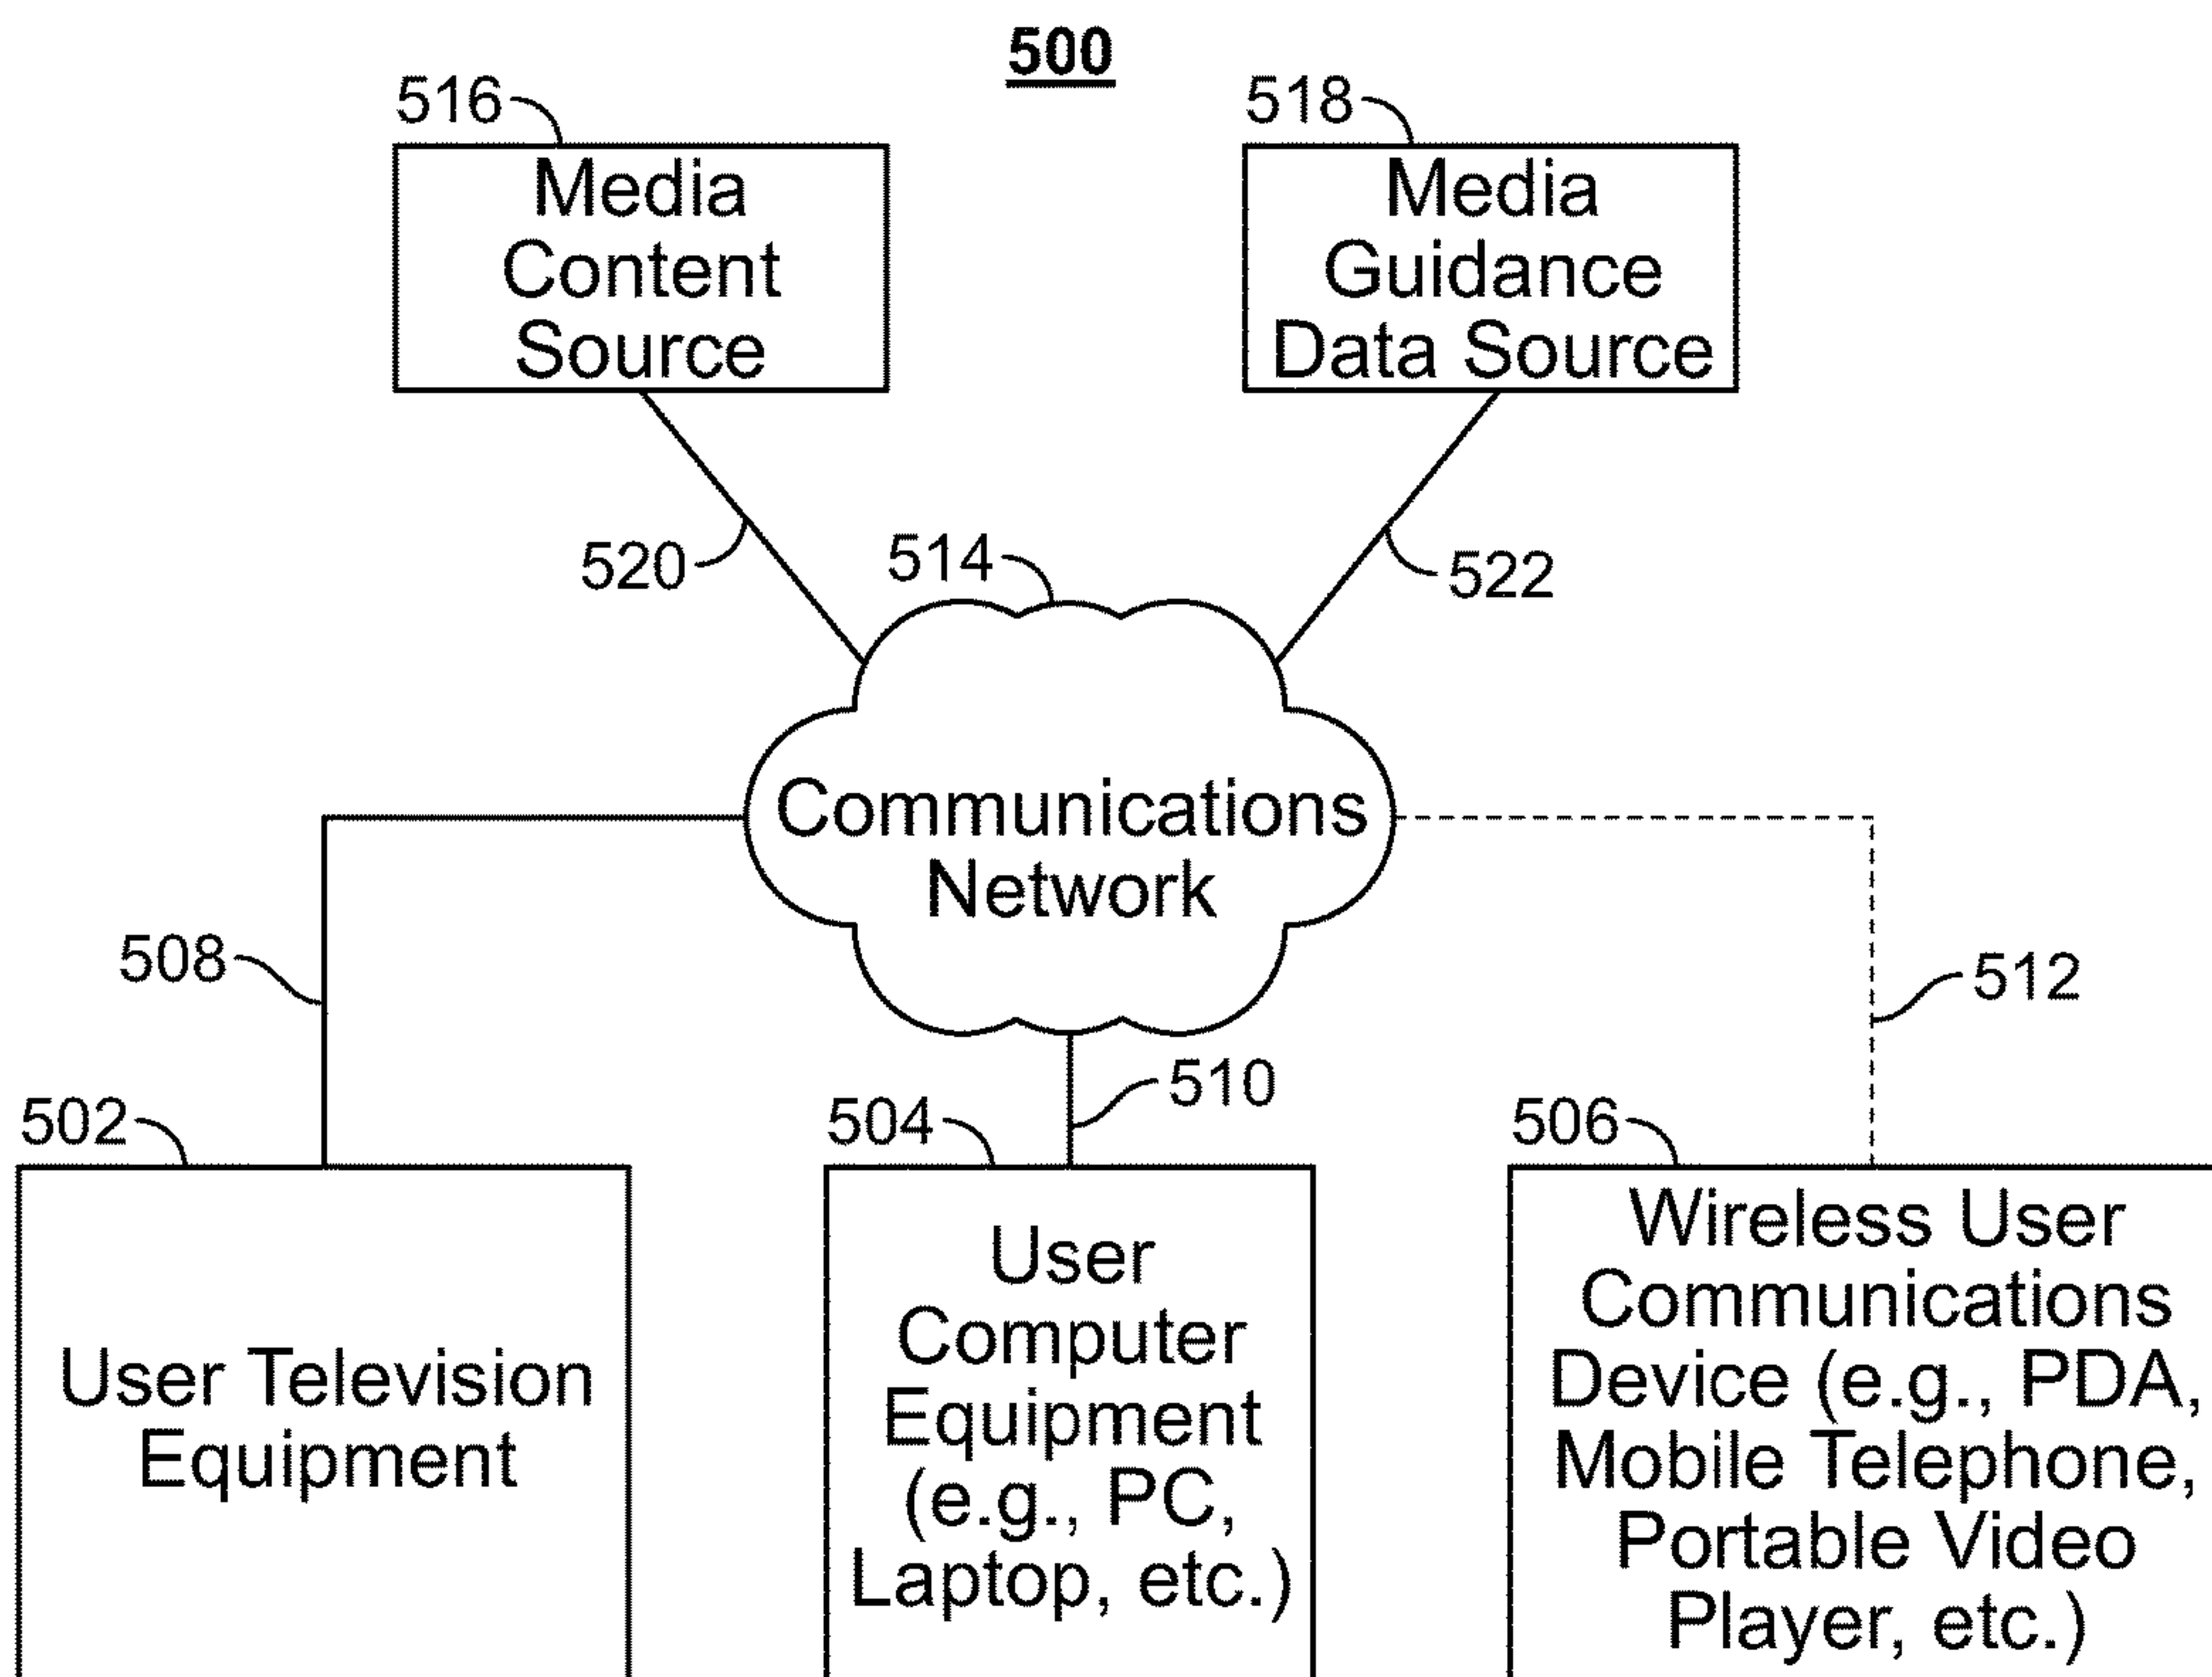 500
516
518
Media
Content
Source
Media
Guidance
Data Source
520
514
522
Communications
Network
508
512
510
502
504
506
User Television
Equipment
User
Computer
Equipment
(e.g., PC,
Laptop, etc.)
Wireless User
Communications
Device (e.g., PDA,
Mobile Telephone,
Portable Video
Player, etc.)